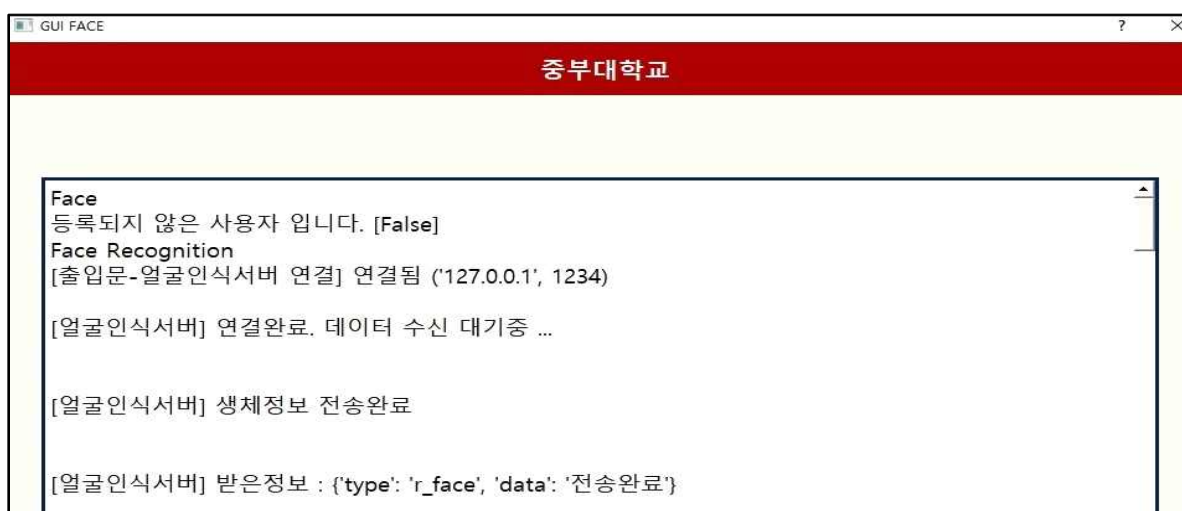 GUI FACE
? ×
중부대학교
Face
등록되지 않은 사용자 입니다. [False]
Face Recognition
[출입문-얼굴인식서버 연결] 연결됨 ('127.0.0.1', 1234)
[얼굴인식서버] 연결완료. 데이터 수신 대기중 ...
[얼굴인식서버] 생체정보 전송완료
[얼굴인식서버] 받은정보 : {'type': 'r_face', 'data': '전송완료'}